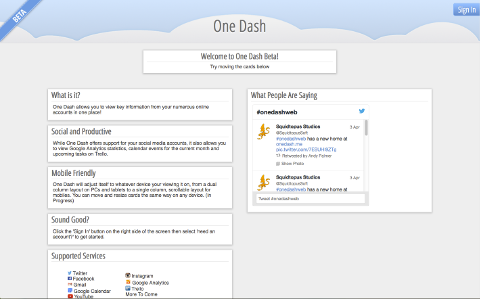 BETA
Sign In
One Dash
Welcome to One Dash Beta!
Try moving the cards below
What is it?
One Dash allows you to view key information from your numerous online
accounts in one place!
Social and Productive
While One Dash offers support for your social media accounts, it also allows you
to view Google Analytics statistics, calendar events for the current month and
upcoming tasks on Trello.
Mobile Friendly
One Dash will adjust itself to whatever device your viewing it on, from a dual
column layout on PCs and tablets to a single column, scrollable layout for
mobiles. You can move and resize cards the same way on any device. (In
Progress)
Sound Good?
Click the 'Sign In' button on the right side of the screen then select 'need an
account?' to get started.
Supported Services
Twitter
Facebook
Gmail
Google Calendar
YouTube
Instagram
Google Analytics
Trello
More To Come
What People Are Saying
#onedashweb
Squidtopus Studios
5 Apr
@SquidtopusSoft
#onedashweb has a new home at
onedash.me
Retweeted by Andy Palmer
Show Photo
Squidtopus Studios
5 Apr
@SquidtopusSoft
#onedashweb has a new home at
Tweet #onedashweb